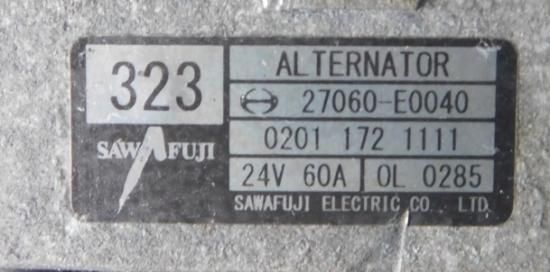 323
SAWAFUJI
ALTERNATOR
27060-E0040
0201 172 1111
24V 60A OL 0285
SAWAFUJI ELECTRIC CO. LTD.